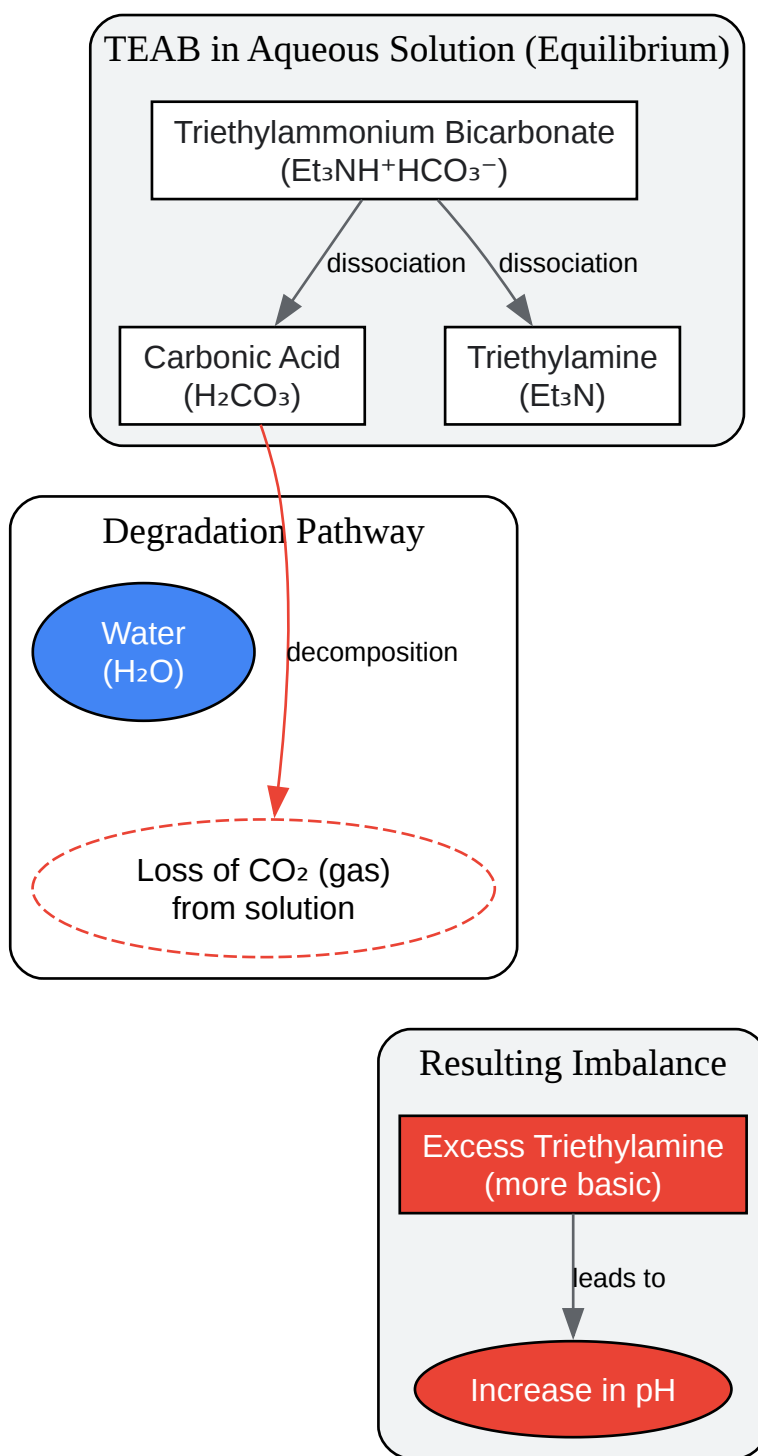 TEAB in Aqueous Solution (Equilibrium)
Triethylammonium Bicarbonate
(Et₃NH⁺HCO₃⁻)
dissociation
dissociation
Carbonic Acid
(H₂CO₃)
Triethylamine
(Et₃N)
Degradation Pathway
Water
(H₂O)
decomposition
Loss of CO₂ (gas)
from solution
Resulting Imbalance
Excess Triethylamine
(more basic)
leads to
Increase in pH